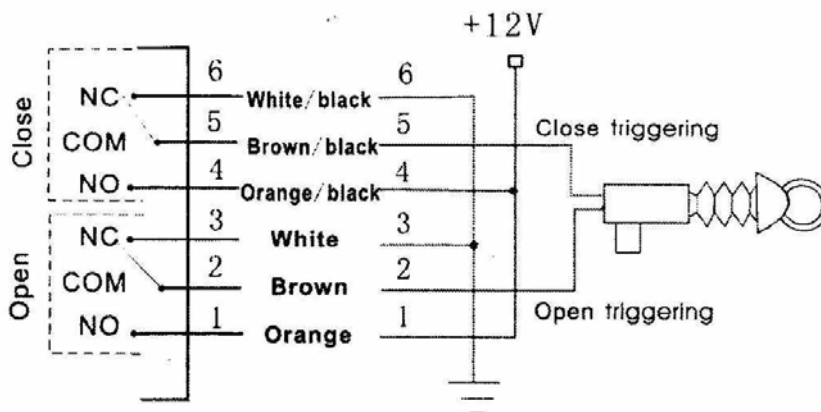 +12V
6
6
NC
White/black
Close
5
5
Close triggering
COM
Brown/black
4
4
NO
Orange/black
3
3
NC
White
Open
2
2
COM
Brown
1
1
Open triggering
NO
Orange